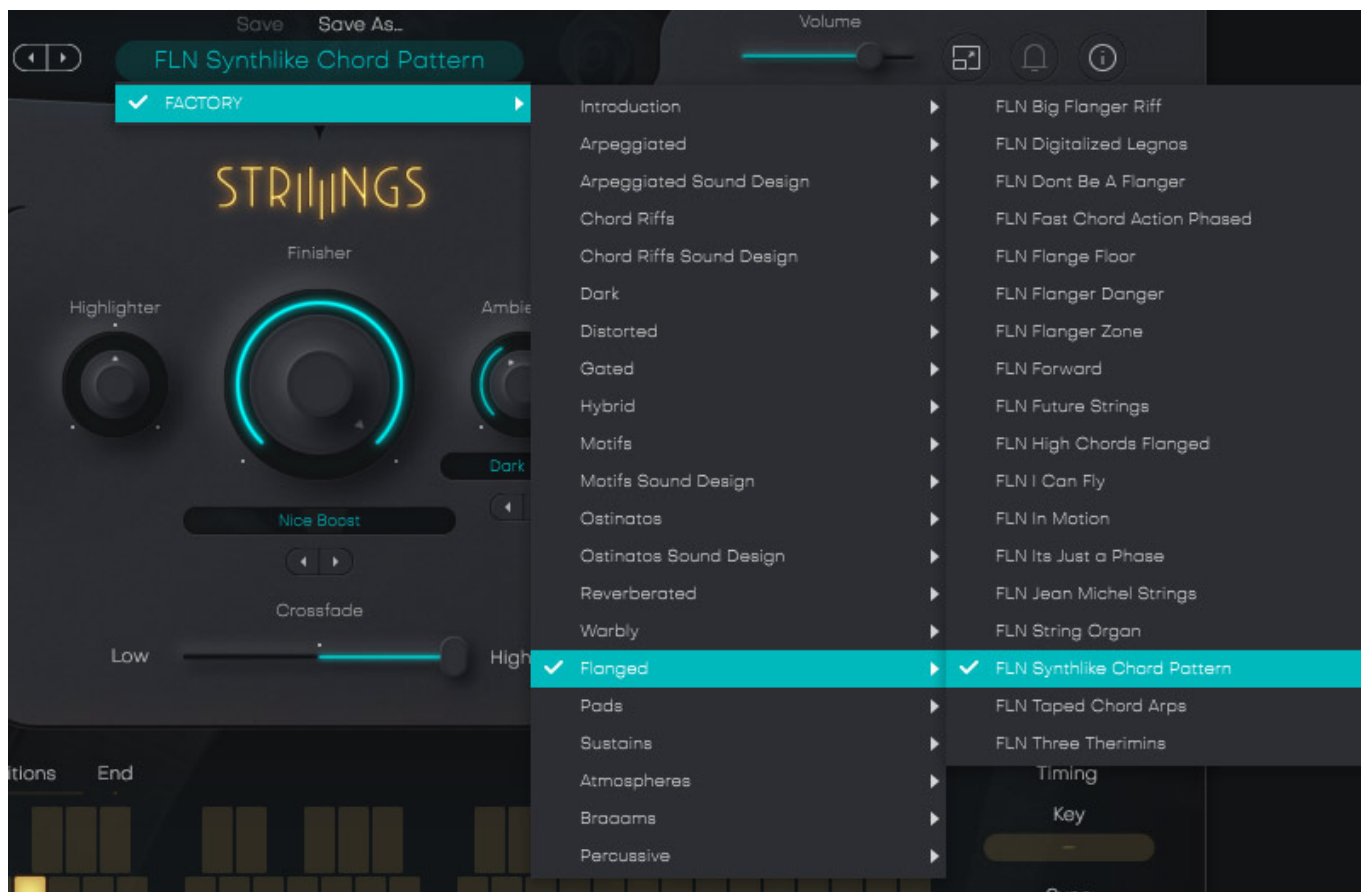 Save Save As…
Volume
FLN Synthlike Chord Pattern
FACTORY
STRIIIINGS
Finisher
Highlighter
Nice Boost
Dark
Crossfade
Low
High
Introduction
Arpeggiated
Arpeggiated Sound Design
Chord Riffs
Chord Riffs Sound Design
Dark
Distorted
Gated
Hybrid
Motifs
Motifs Sound Design
Ostinatos
Ostinatos Sound Design
Reverberated
Warbly
Flanged
Pads
Sustains
Atmospheres
Braaams
Percussive
FLN Big Flanger Riff
FLN Digitalized Legnos
FLN Dont Be A Flanger
FLN Fast Chord Action Phased
FLN Flange Floor
FLN Flanger Danger
FLN Flanger Zone
FLN Forward
FLN Future Strings
FLN High Chords Flanged
FLN I Can Fly
FLN In Motion
FLN Its Just a Phase
FLN Jean Michel Strings
FLN String Organ
FLN Synthlike Chord Pattern
FLN Taped Chord Arps
FLN Three Therimins
itions End
Timing
Key